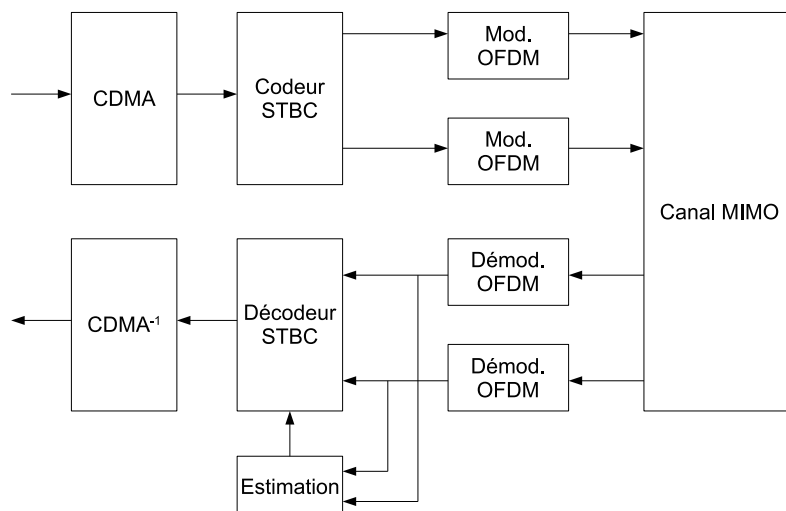 CDMA
Codeur
STBC
Mod.
OFDM
Mod.
OFDM
Canal MIMO
CDMA⁻¹
Décodeur
STBC
Démod.
OFDM
Démod.
OFDM
Estimation